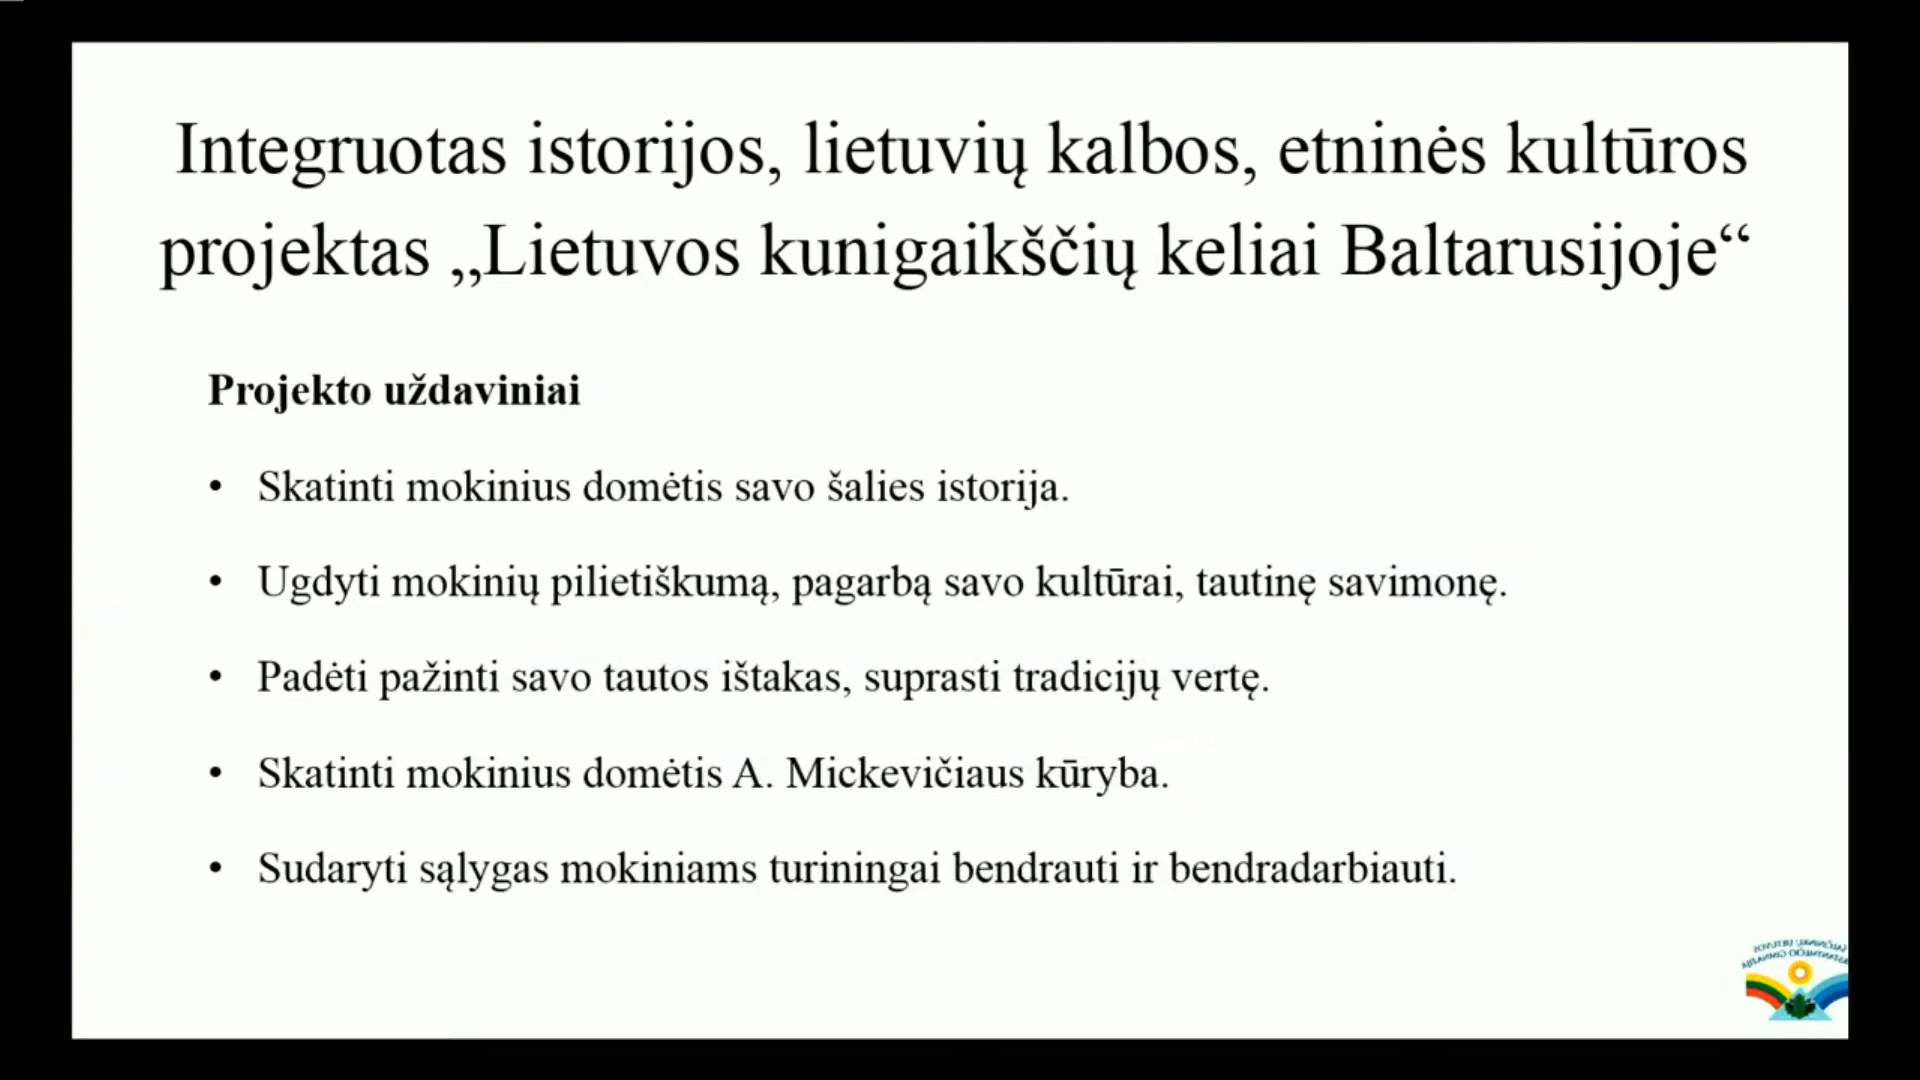 Integruotas istorijos, lietuvių kalbos, etninės kultūros
projektas „Lietuvos kunigaikščių keliai Baltarusijoje“
Projekto uždaviniai
• Skatinti mokinius domėtis savo šalies istorija.
• Ugdyti mokinių pilietiškumą, pagarbą savo kultūrai, tautinę savimonę.
• Padėti pažinti savo tautos ištakas, suprasti tradicijų vertę.
• Skatinti mokinius domėtis A. Mickevičiaus kūryba.
• Sudaryti sąlygas mokiniams turiningai bendrauti ir bendradarbiauti.